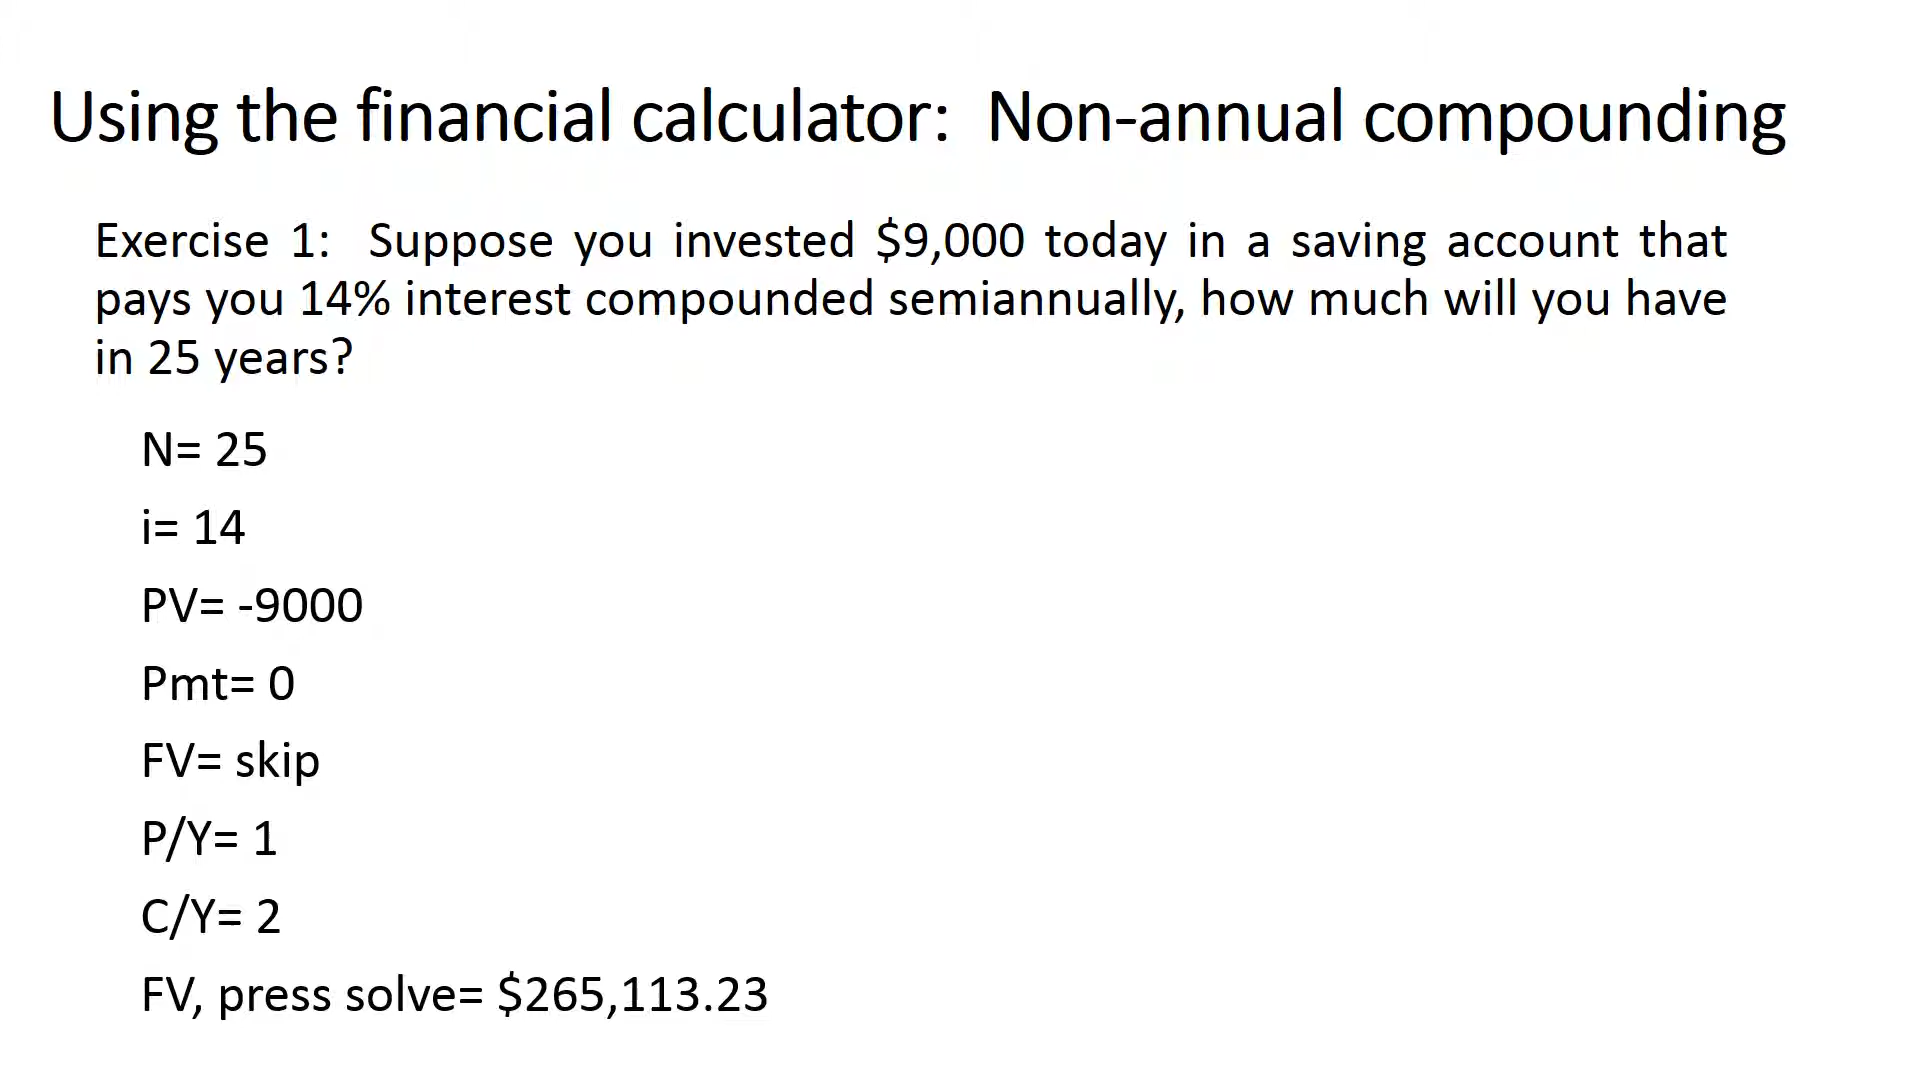 Using the financial calculator:  Non-annual compounding
Exercise 1:  Suppose you invested $9,000 today in a saving account that
pays you 14% interest compounded semiannually, how much will you have
in 25 years?
N= 25
i= 14
PV= -9000
Pmt= 0
FV= skip
P/Y= 1
C/Y= 2
FV, press solve= $265,113.23